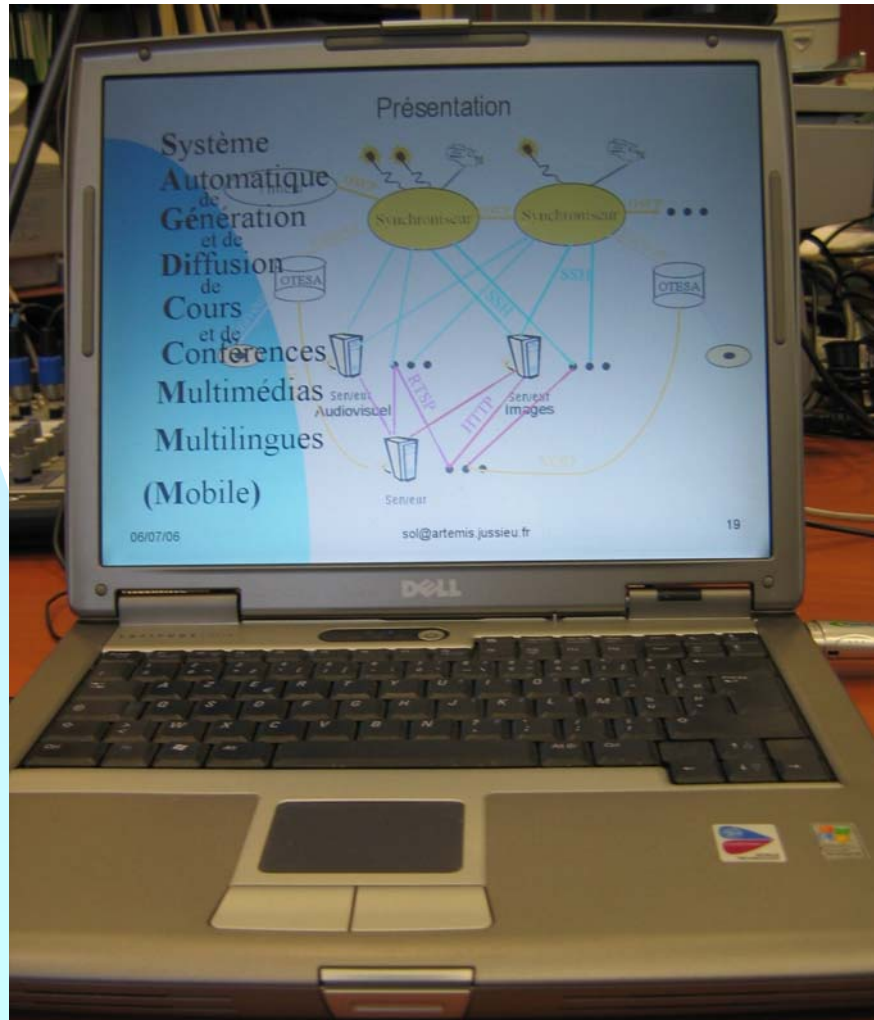 Présentation
Système
Automatique
de
Génération
et de
Diffusion
de
Cours
et de
Conférences
Multimédias
Multilingues
(Mobile)
Synchroniseur
Synchroniseur
OTESA
OTESA
SSH
SSH
RTSP
HTTP
Serveur
Audiovisuel
Serveur
Images
Serveur
06/07/06
sol@artemis.jussieu.fr
19
DELL
A Z E R T Y U I O P
Q S D F G H J K L M
W X C V B N